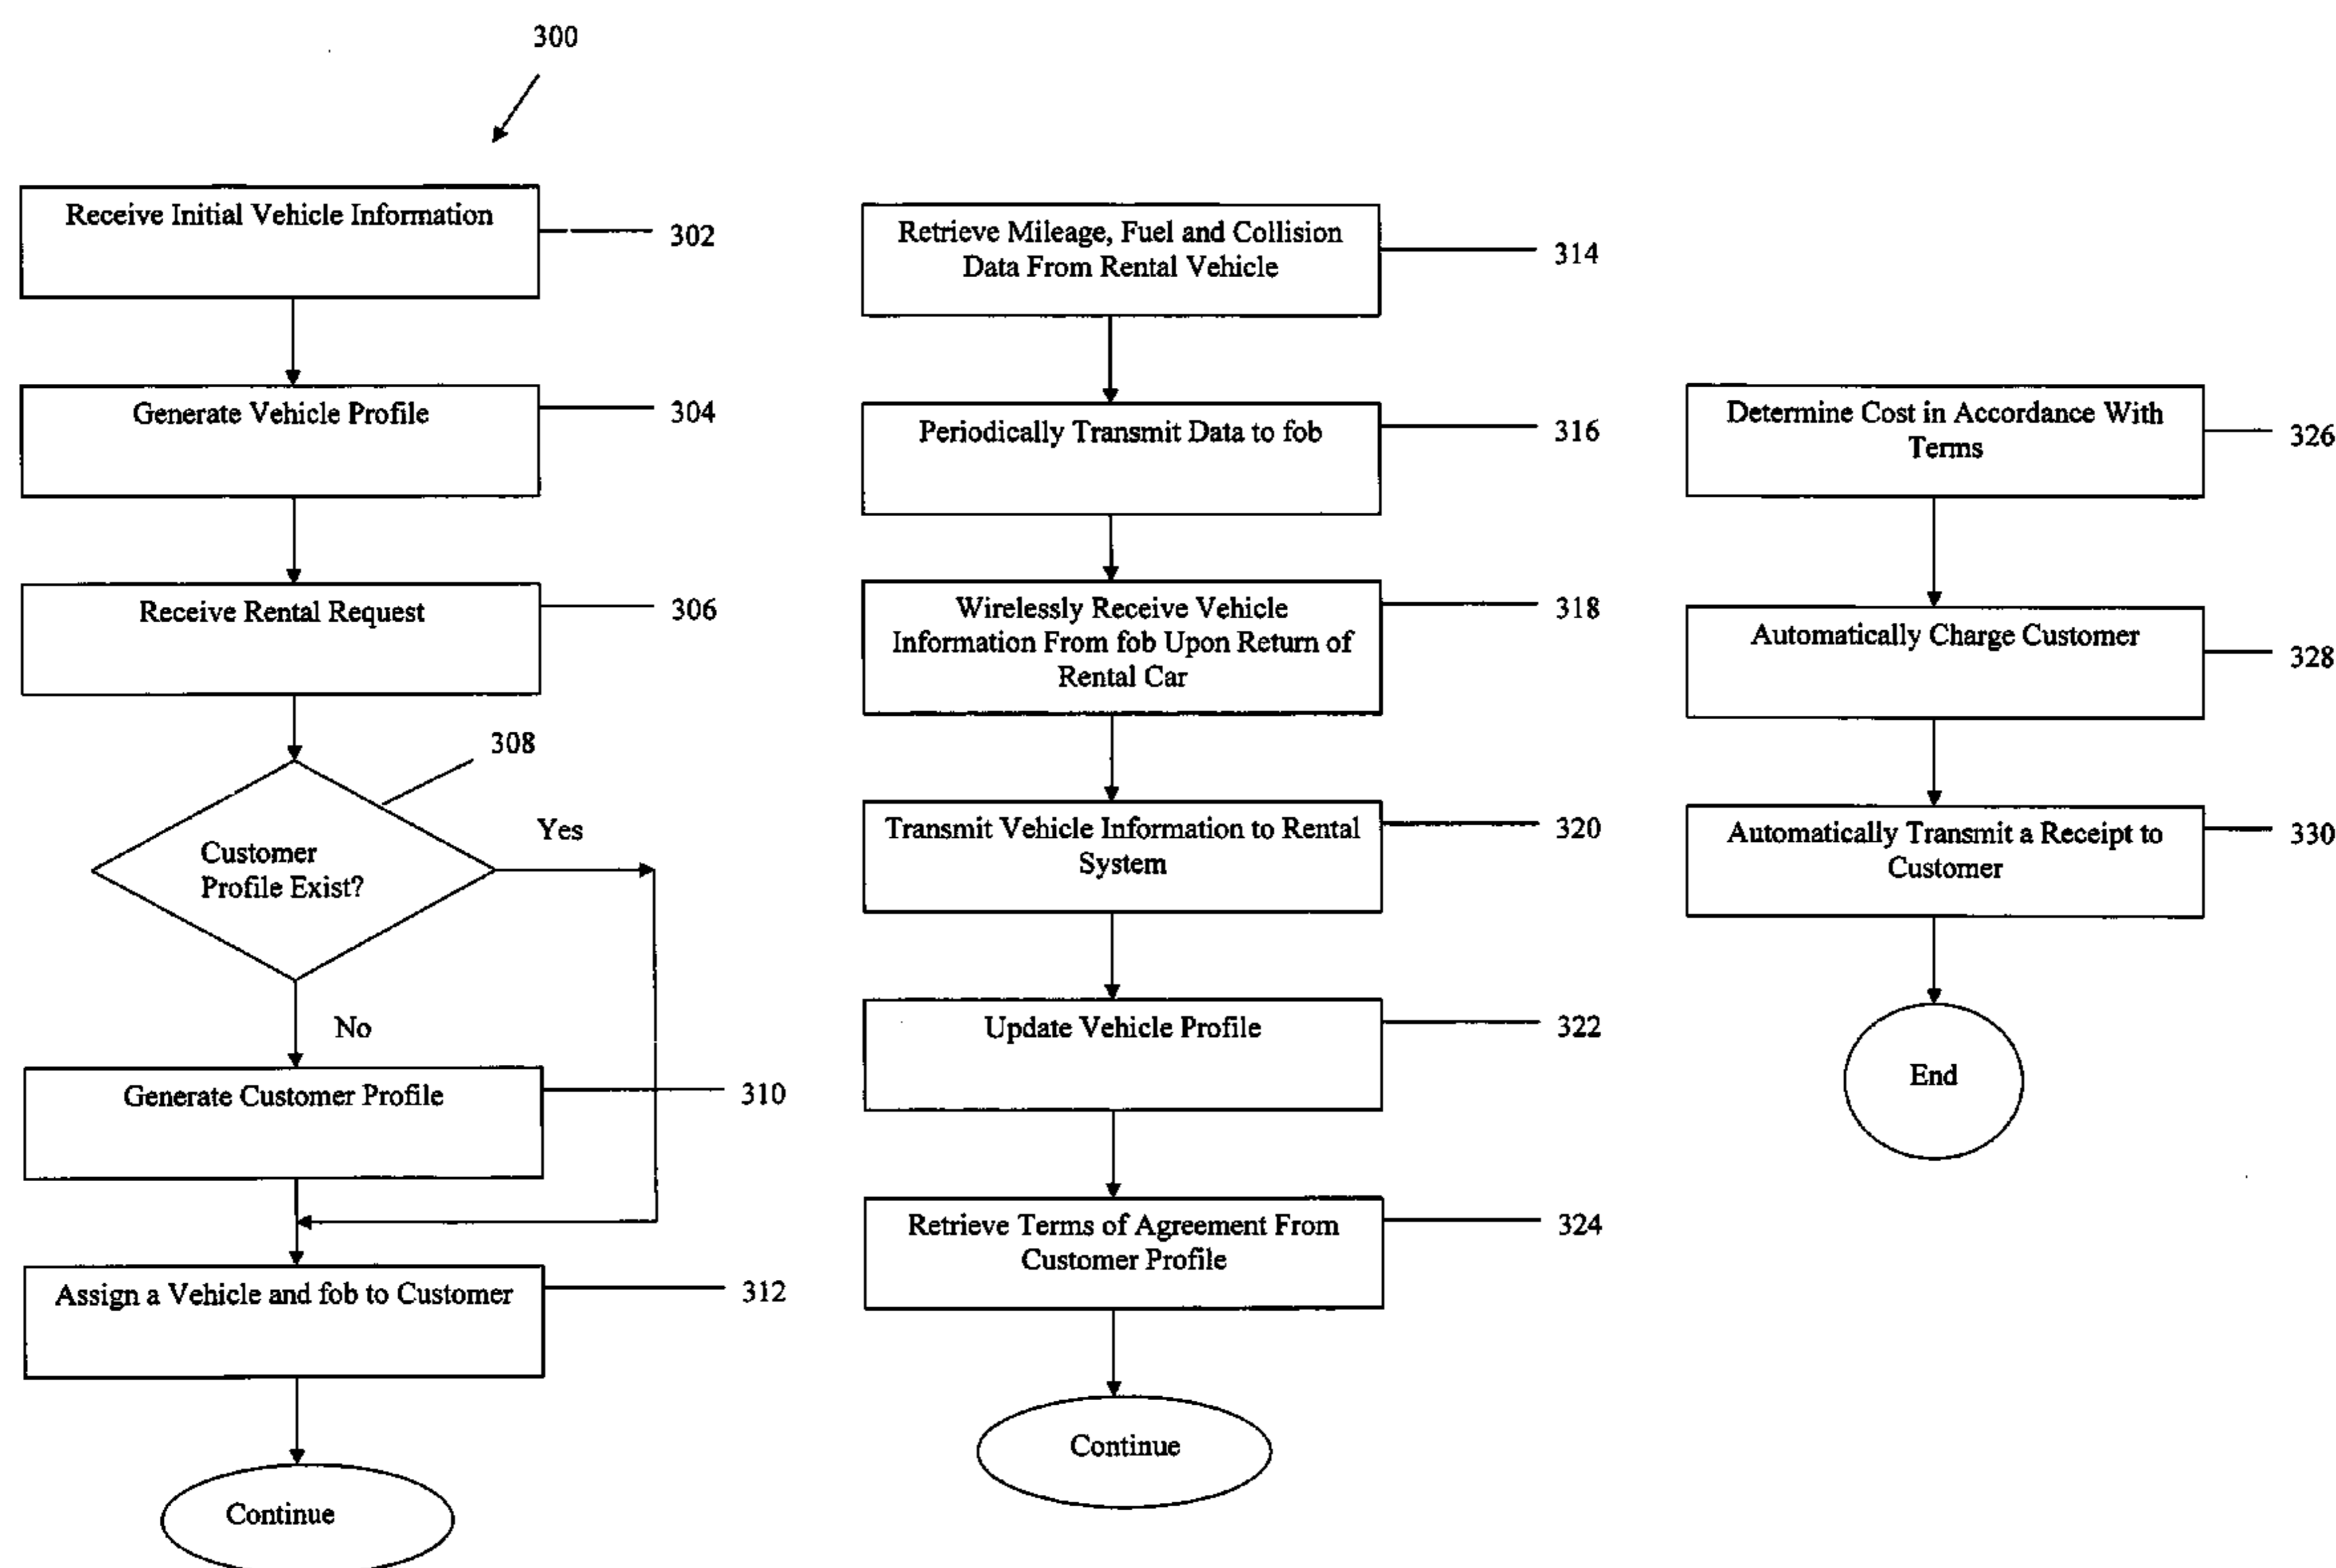 300
Receive Initial Vehicle Information
302
Generate Vehicle Profile
304
Receive Rental Request
306
308
Customer
Profile Exist?
Yes
No
Generate Customer Profile
310
Assign a Vehicle and fob to Customer
312
Continue
Retrieve Mileage, Fuel and Collision
Data From Rental Vehicle
314
Periodically Transmit Data to fob
316
Wirelessly Receive Vehicle
Information From fob Upon Return of
Rental Car
318
Transmit Vehicle Information to Rental
System
320
Update Vehicle Profile
322
Retrieve Terms of Agreement From
Customer Profile
324
Continue
Determine Cost in Accordance With
Terms
326
Automatically Charge Customer
328
Automatically Transmit a Receipt to
Customer
330
End